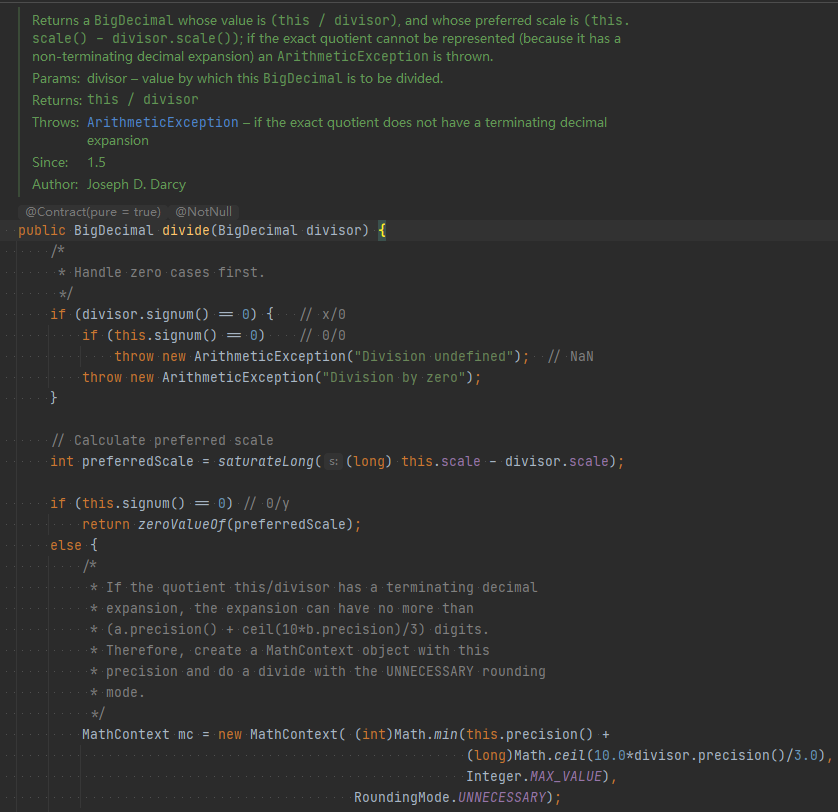 Returns a BigDecimal whose value is (this / divisor), and whose preferred scale is (this.
scale() - divisor.scale()); if the exact quotient cannot be represented (because it has a
non-terminating decimal expansion) an ArithmeticException is thrown.
Params: divisor – value by which this BigDecimal is to be divided.
Returns: this / divisor
Throws: ArithmeticException – if the exact quotient does not have a terminating decimal
expansion
Since: 1.5
Author: Joseph D. Darcy
@Contract(pure = true) @NotNull
public BigDecimal divide(BigDecimal divisor) {
/*
* Handle zero cases first.
*/
if (divisor.signum() == 0) { // x/0
if (this.signum() == 0) // 0/0
throw new ArithmeticException("Division undefined"); // NaN
throw new ArithmeticException("Division by zero");
}
// Calculate preferred scale
int preferredScale = saturateLong( s: (long) this.scale - divisor.scale);
if (this.signum() == 0) // 0/y
return zeroValueOf(preferredScale);
else {
/*
* If the quotient this/divisor has a terminating decimal
* expansion, the expansion can have no more than
* (a.precision() + ceil(10*b.precision)/3) digits.
* Therefore, create a MathContext object with this
* precision and do a divide with the UNNECESSARY rounding
* mode.
*/
MathContext mc = new MathContext( (int)Math.min(this.precision() +
(long)Math.ceil(10.0*divisor.precision()/3.0),
Integer.MAX_VALUE),
RoundingMode.UNNECESSARY);